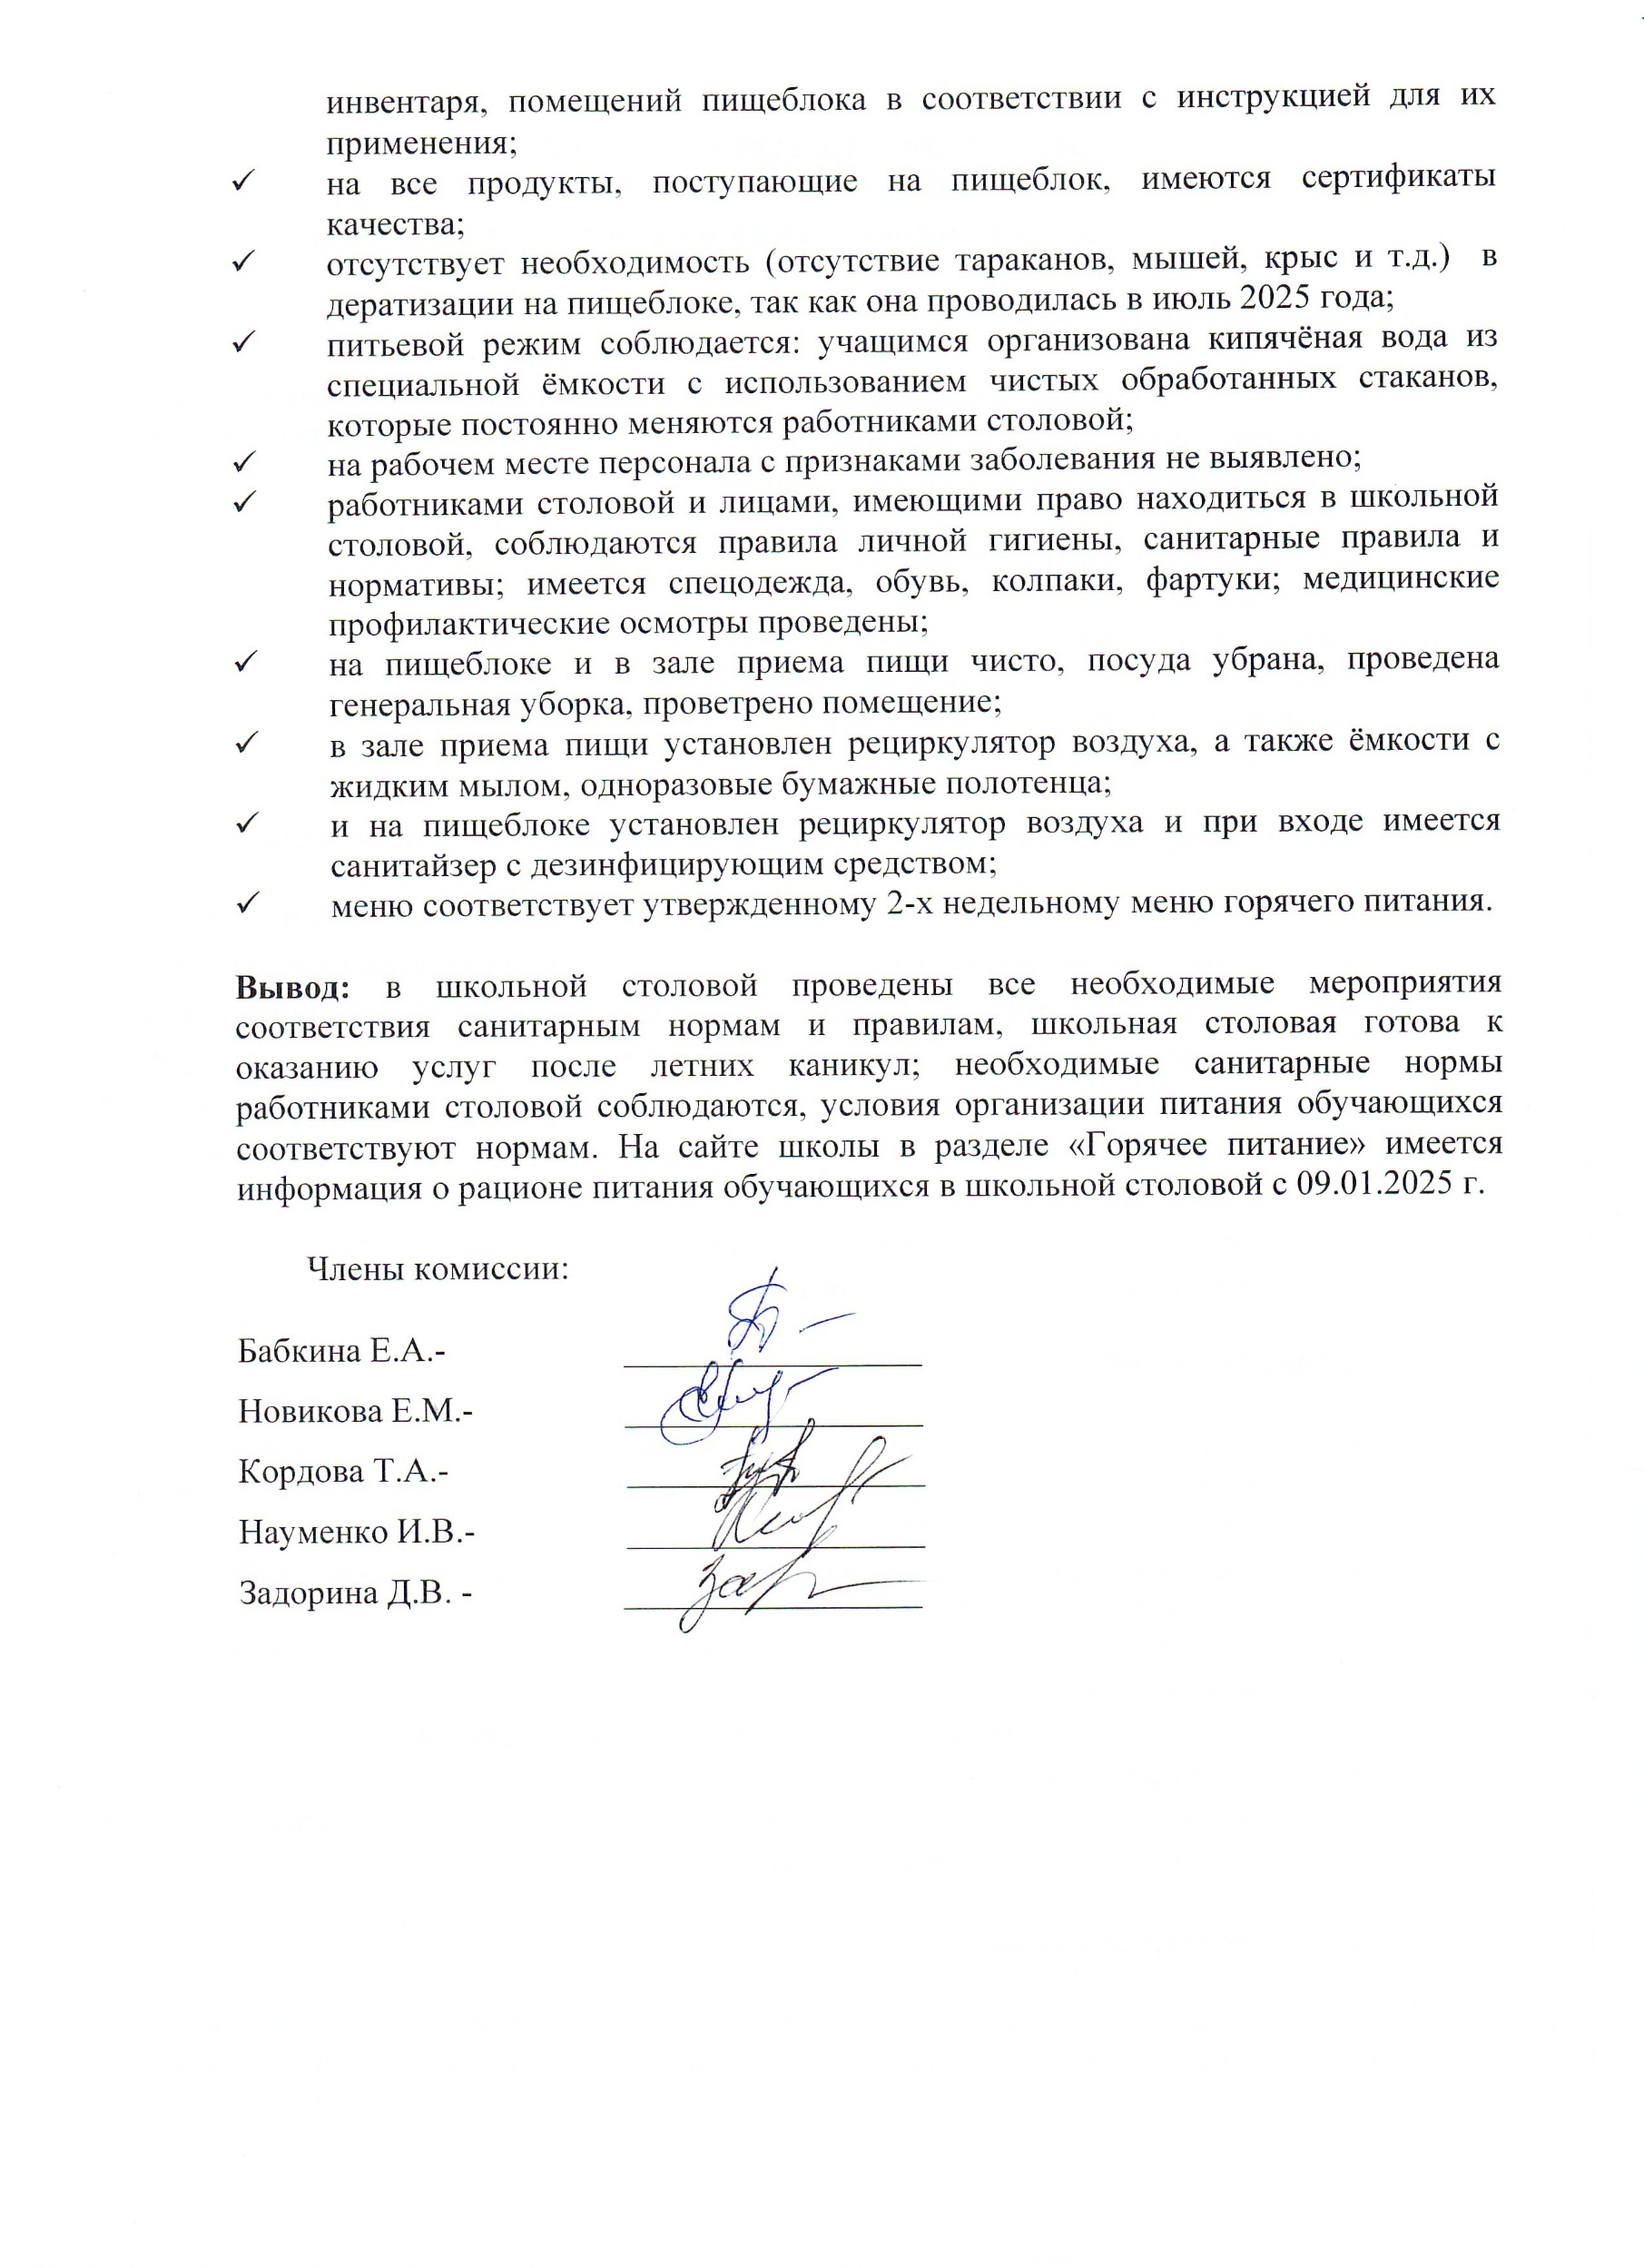 инвентаря, помещений пищеблока в соответствии с инструкцией для их
применения;
✓ на все продукты, поступающие на пищеблок, имеются сертификаты
качества;
✓ отсутствует необходимость (отсутствие тараканов, мышей, крыс и т.д.) в
дератизации на пищеблоке, так как она проводилась в июль 2025 года;
✓ питьевой режим соблюдается: учащимся организована кипячёная вода из
специальной ёмкости с использованием чистых обработанных стаканов,
которые постоянно меняются работниками столовой;
✓ на рабочем месте персонала с признаками заболевания не выявлено;
✓ работниками столовой и лицами, имеющими право находиться в школьной
столовой, соблюдаются правила личной гигиены, санитарные правила и
нормативы; имеется спецодежда, обувь, колпаки, фартуки; медицинские
профилактические осмотры проведены;
✓ на пищеблоке и в зале приема пищи чисто, посуда убрана, проведена
генеральная уборка, проветрено помещение;
✓ в зале приема пищи установлен рециркулятор воздуха, а также ёмкости с
жидким мылом, одноразовые бумажные полотенца;
✓ и на пищеблоке установлен рециркулятор воздуха и при входе имеется
санитайзер с дезинфицирующим средством;
✓ меню соответствует утвержденному 2-х недельному меню горячего питания.
Вывод: в школьной столовой проведены все необходимые мероприятия
соответствия санитарным нормам и правилам, школьная столовая готова к
оказанию услуг после летних каникул; необходимые санитарные нормы
работниками столовой соблюдаются, условия организации питания обучающихся
соответствуют нормам. На сайте школы в разделе «Горячее питание» имеется
информация о рационе питания обучающихся в школьной столовой с 09.01.2025 г.
Члены комиссии:
Бабкина Е.А.-
Новикова Е.М.-
Кордова Т.А.-
Науменко И.В.-
Задорина Д.В. -